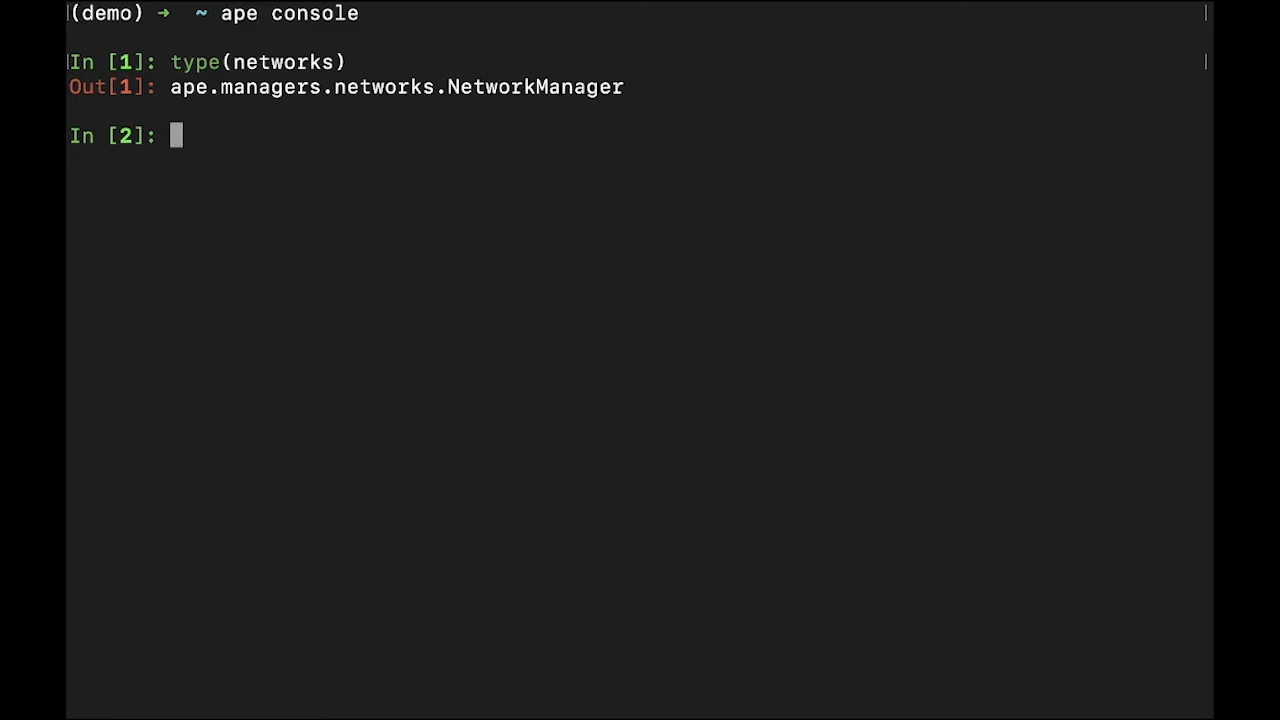 (demo) ➜ ~ ape console
In [1]: type(networks)
Out[1]: ape.managers.networks.NetworkManager
In [2]: